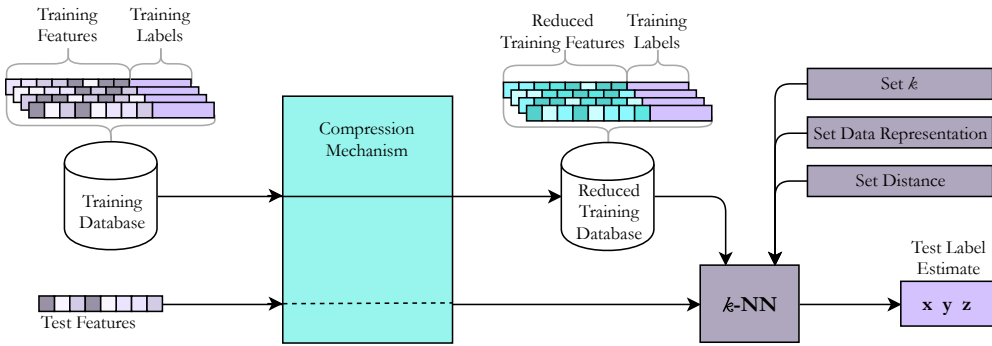 Training
Features
Training
Labels
Reduced
Training Features
Training
Labels
Compression
Mechanism
Set k
Set Data Representation
Set Distance
Training
Database
Reduced
Training
Database
Test Features
k-NN
Test Label
Estimate
x y z